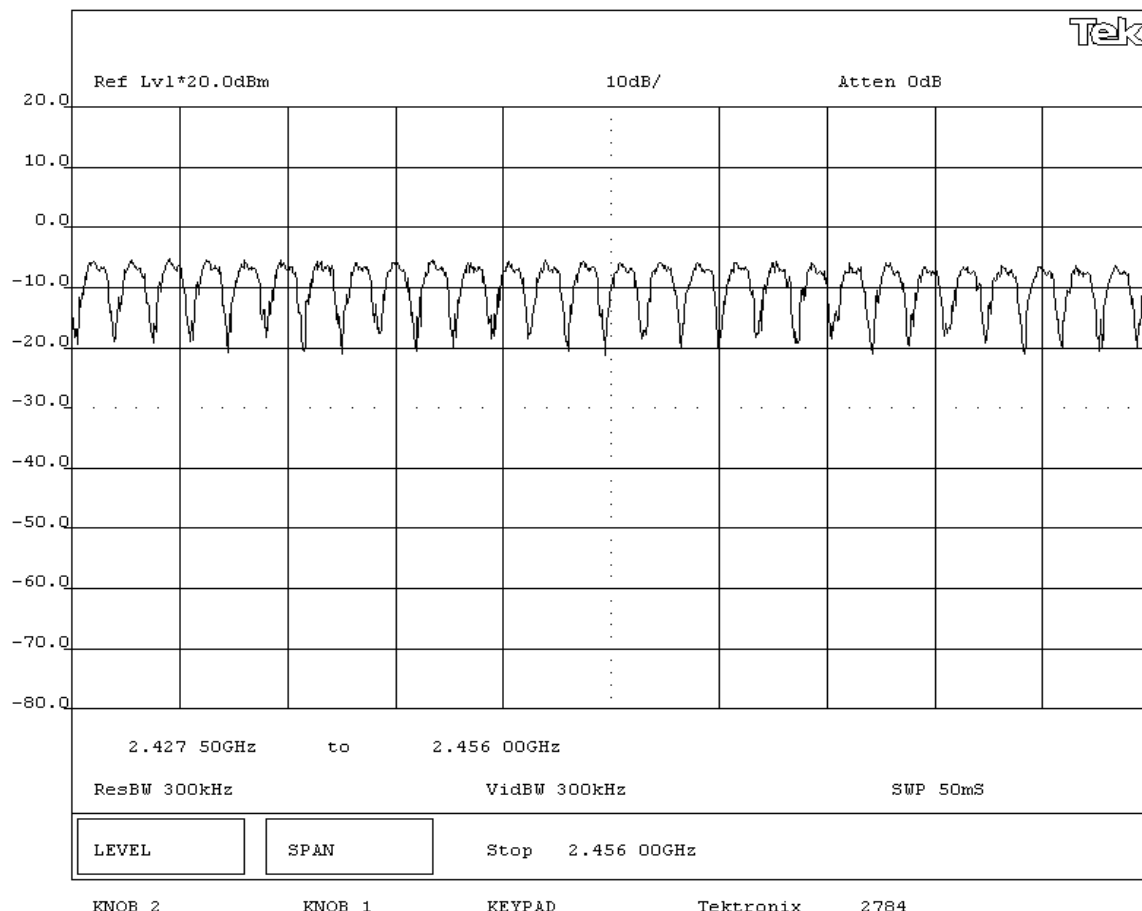 Tek
Ref Lvl*20.0dBm 10dB/ Atten 0dB
20.0
10.0
0.0
-10.0
-20.0
-30.0
-40.0
-50.0
-60.0
-70.0
-80.0
2.427 50GHz to 2.456 00GHz
ResBW 300kHz VidBW 300kHz SWP 50mS
LEVEL SPAN Stop 2.456 00GHz
KNOB 2 KNOB 1 KEYPAD Tektronix 2784